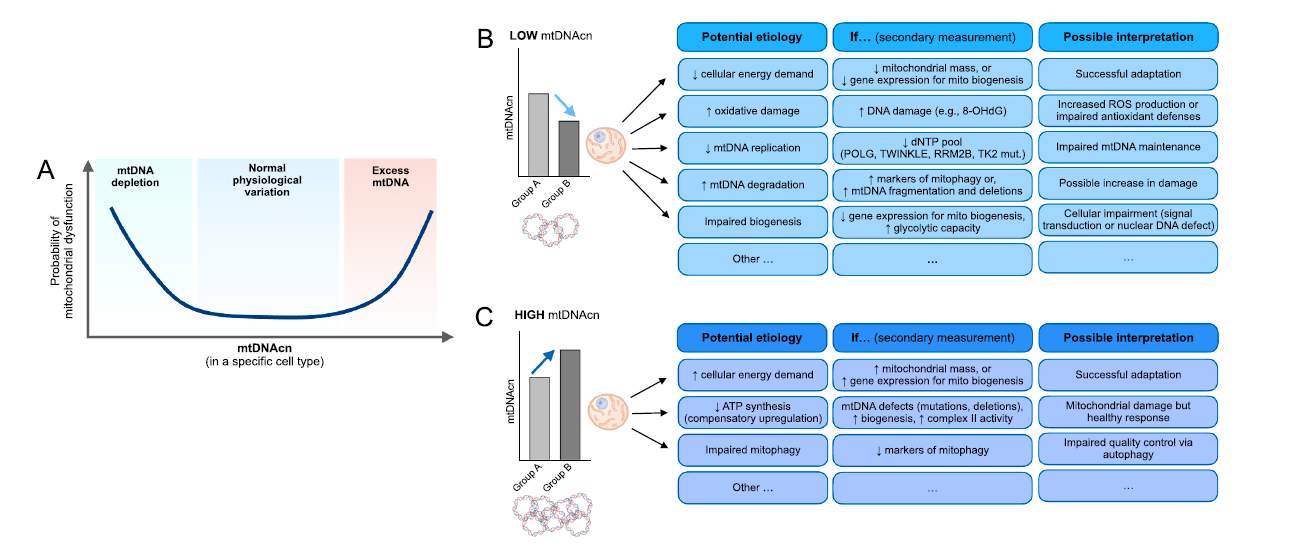 A
mtDNA
depletion
Normal
physiological
variation
Excess
mtDNA
Probability of
mitochondrial dysfunction
mtDNAcn
(in a specific cell type)
B
LOW mtDNAcn
mtDNAcn
Group A
Group B
Potential etiology
If… (secondary measurement)
Possible interpretation
↓ cellular energy demand
↓ mitochondrial mass, or
↓ gene expression for mito biogenesis
Successful adaptation
↑ oxidative damage
↑ DNA damage (e.g., 8-OHdG)
Increased ROS production or
impaired antioxidant defenses
↓ mtDNA replication
↓ dNTP pool
(POLG, TWINKLE, RRM2B, TK2 mut.)
Impaired mtDNA maintenance
↑ mtDNA degradation
↑ markers of mitophagy or,
↑ mtDNA fragmentation and deletions
Possible increase in damage
Impaired biogenesis
↓ gene expression for mito biogenesis,
↑ glycolytic capacity
Cellular impairment (signal
transduction or nuclear DNA defect)
Other …
…
…
C
HIGH mtDNAcn
mtDNAcn
Group A
Group B
Potential etiology
If… (secondary measurement)
Possible interpretation
↑ cellular energy demand
↑ mitochondrial mass, or
↑ gene expression for mito biogenesis
Successful adaptation
↓ ATP synthesis
(compensatory upregulation)
mtDNA defects (mutations, deletions),
↑ biogenesis, ↑ complex II activity
Mitochondrial damage but
healthy response
Impaired mitophagy
↓ markers of mitophagy
Impaired quality control via
autophagy
Other …
…
…